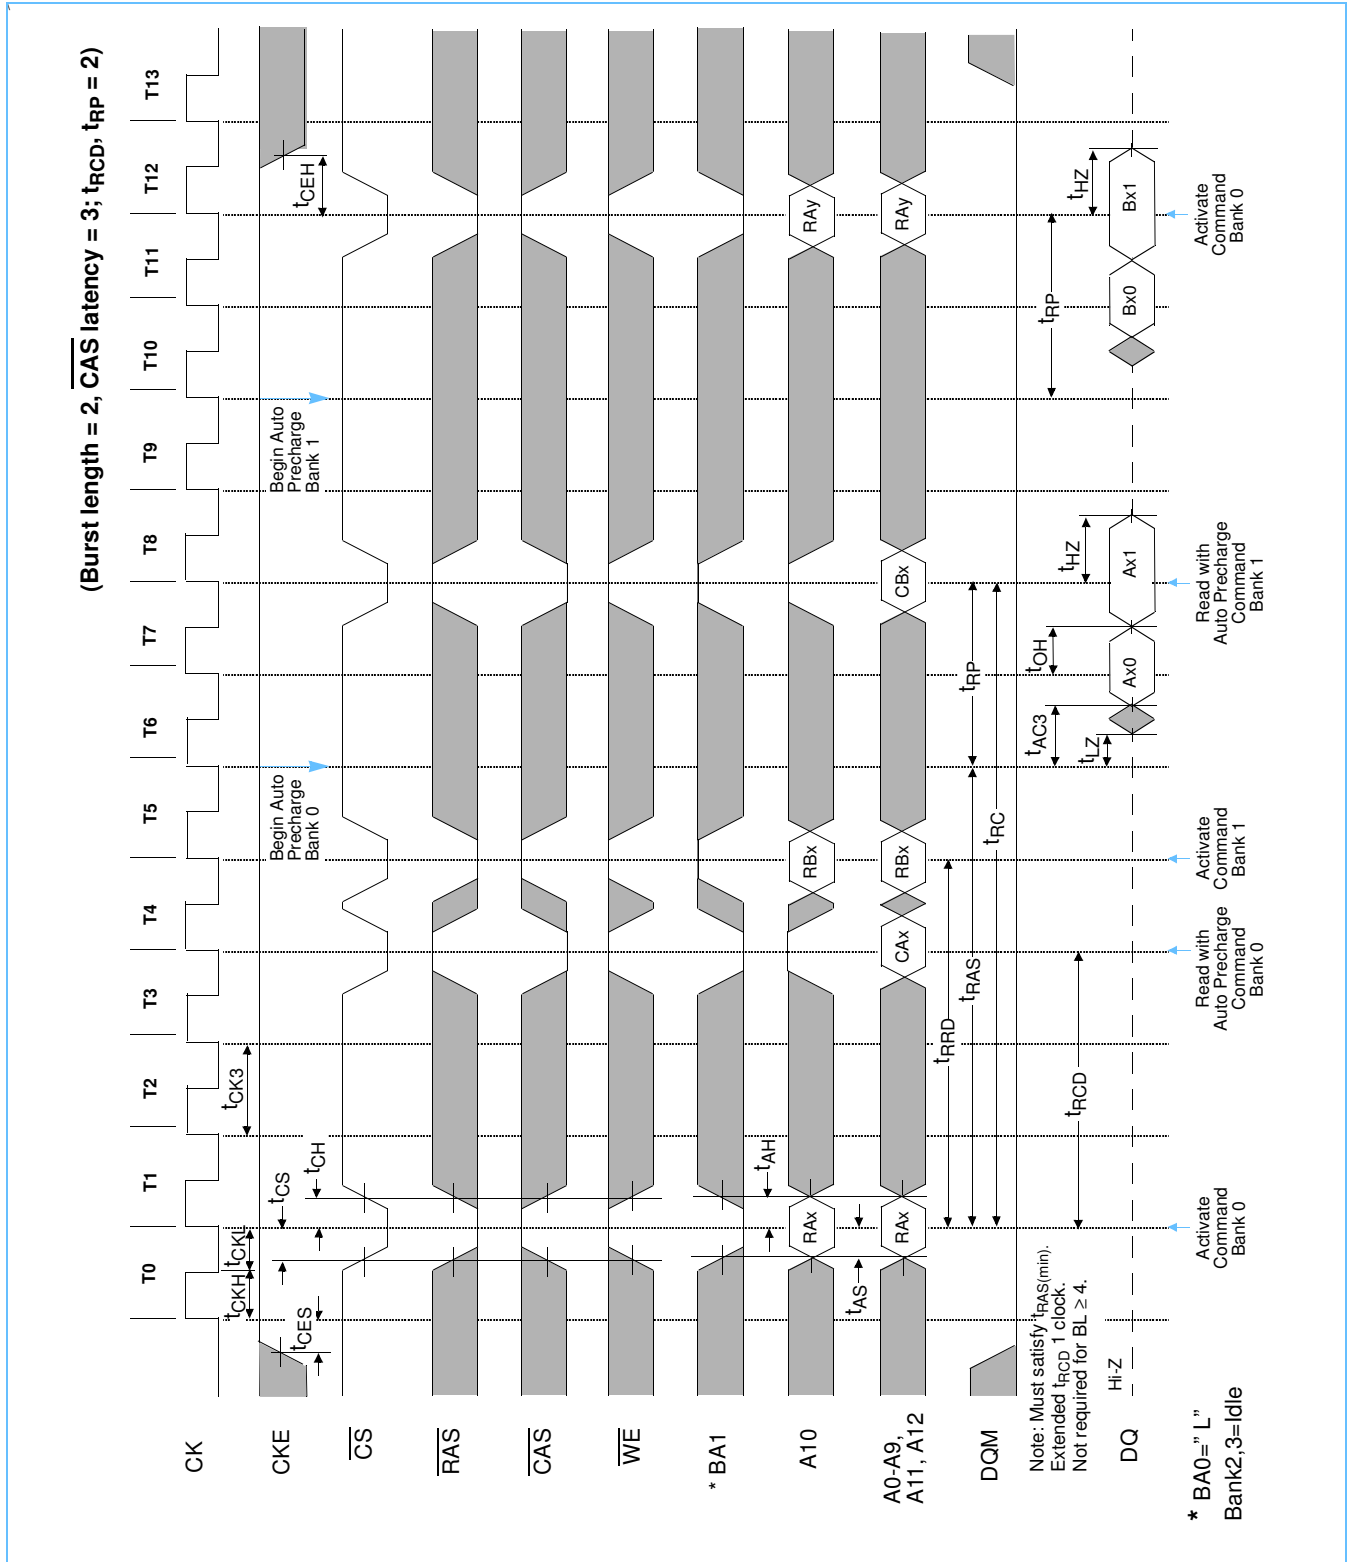 (Burst length = 2, CAS latency = 3; tRCD, tRP = 2)
T0 T1 T2 T3 T4 T5 T6 T7 T8 T9 T10 T11 T12 T13
CK
tCKH tCKL tCK3
CKE
tCES tCS tCH tCEH
Begin Auto
Precharge
Bank 0
Begin Auto
Precharge
Bank 1
CS
RAS
CAS
WE
* BA1
tAH
A10
RAx RBx RAy
tAS
A0-A9,
A11, A12
RAx CAx RBx CBx RAy
tRRD
tRAS tRP
tRC
DQM
Note: Must satisfy tRAS(min).
Extended tRCD 1 clock.
Not required for BL ≥ 4.
tRCD
tAC3 tOH tRP
tLZ tHZ tHZ
Hi-Z
DQ
Ax0 Ax1 Bx0 Bx1
Activate
Command
Bank 0
Read with
Auto Precharge
Command
Bank 0
Activate
Command
Bank 1
Read with
Auto Precharge
Command
Bank 1
Activate
Command
Bank 0
* BA0=" L"
Bank2,3=Idle